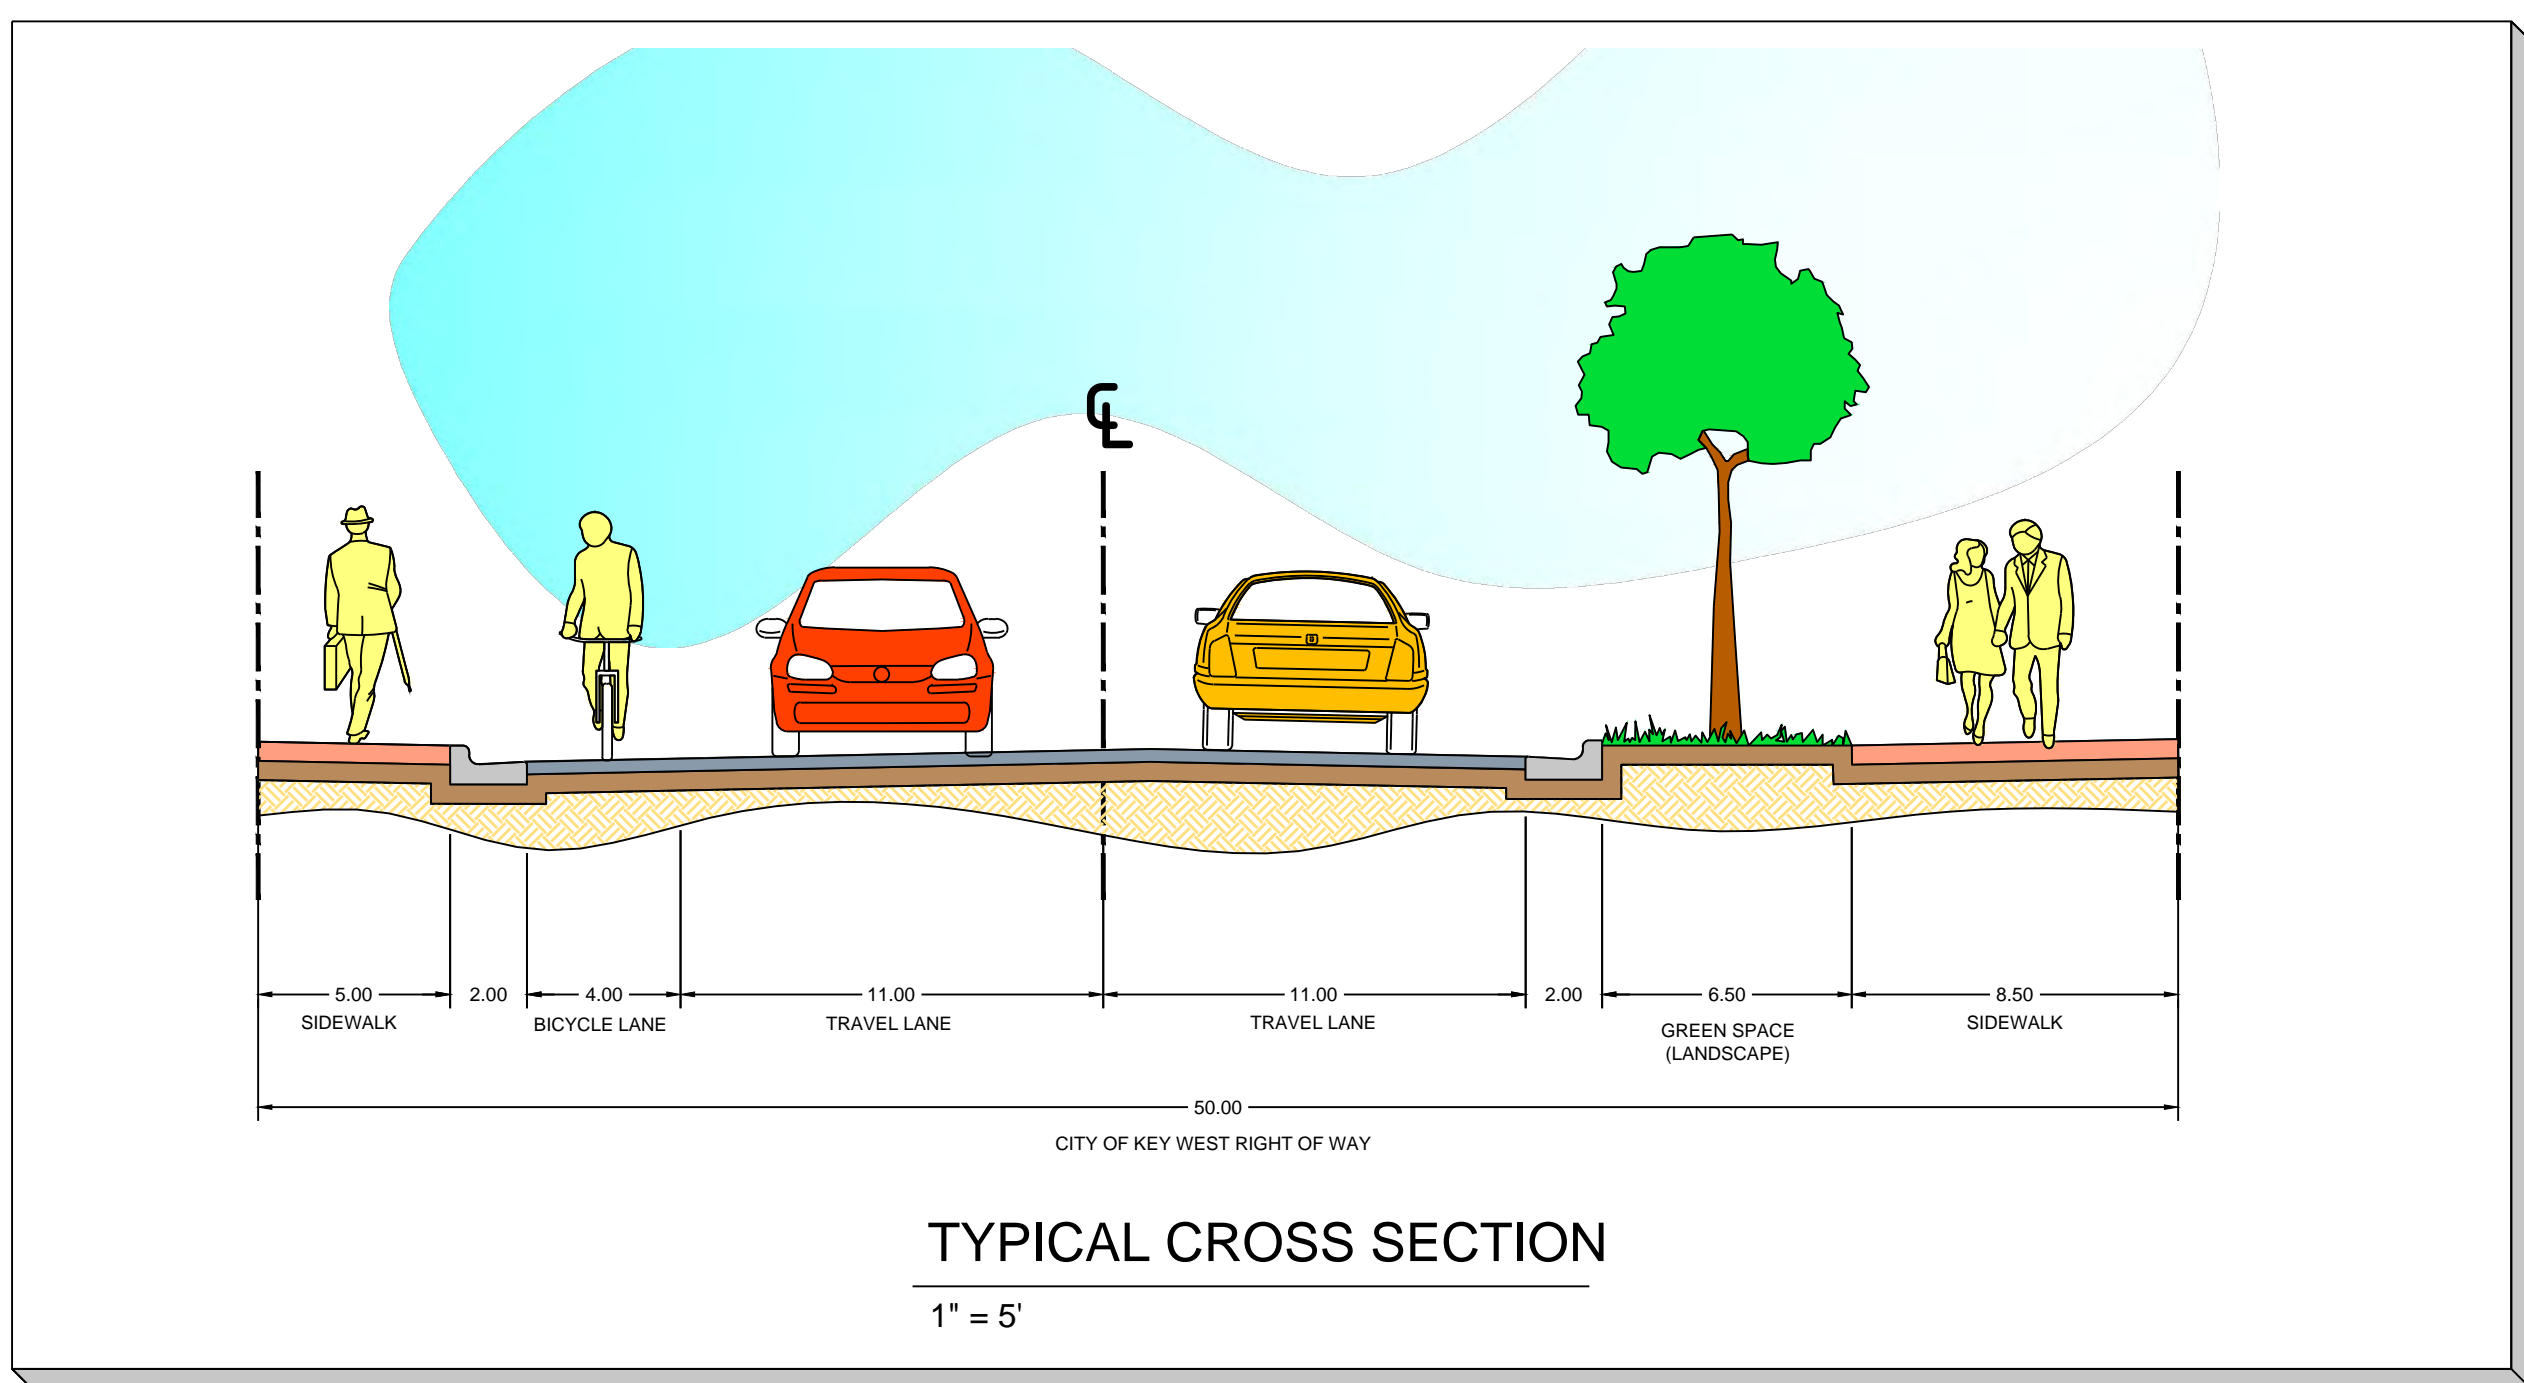 ℄
5.00
2.00
4.00
11.00
11.00
2.00
6.50
8.50
SIDEWALK
BICYCLE LANE
TRAVEL LANE
TRAVEL LANE
GREEN SPACE
(LANDSCAPE)
SIDEWALK
50.00
CITY OF KEY WEST RIGHT OF WAY
TYPICAL CROSS SECTION
1" = 5'